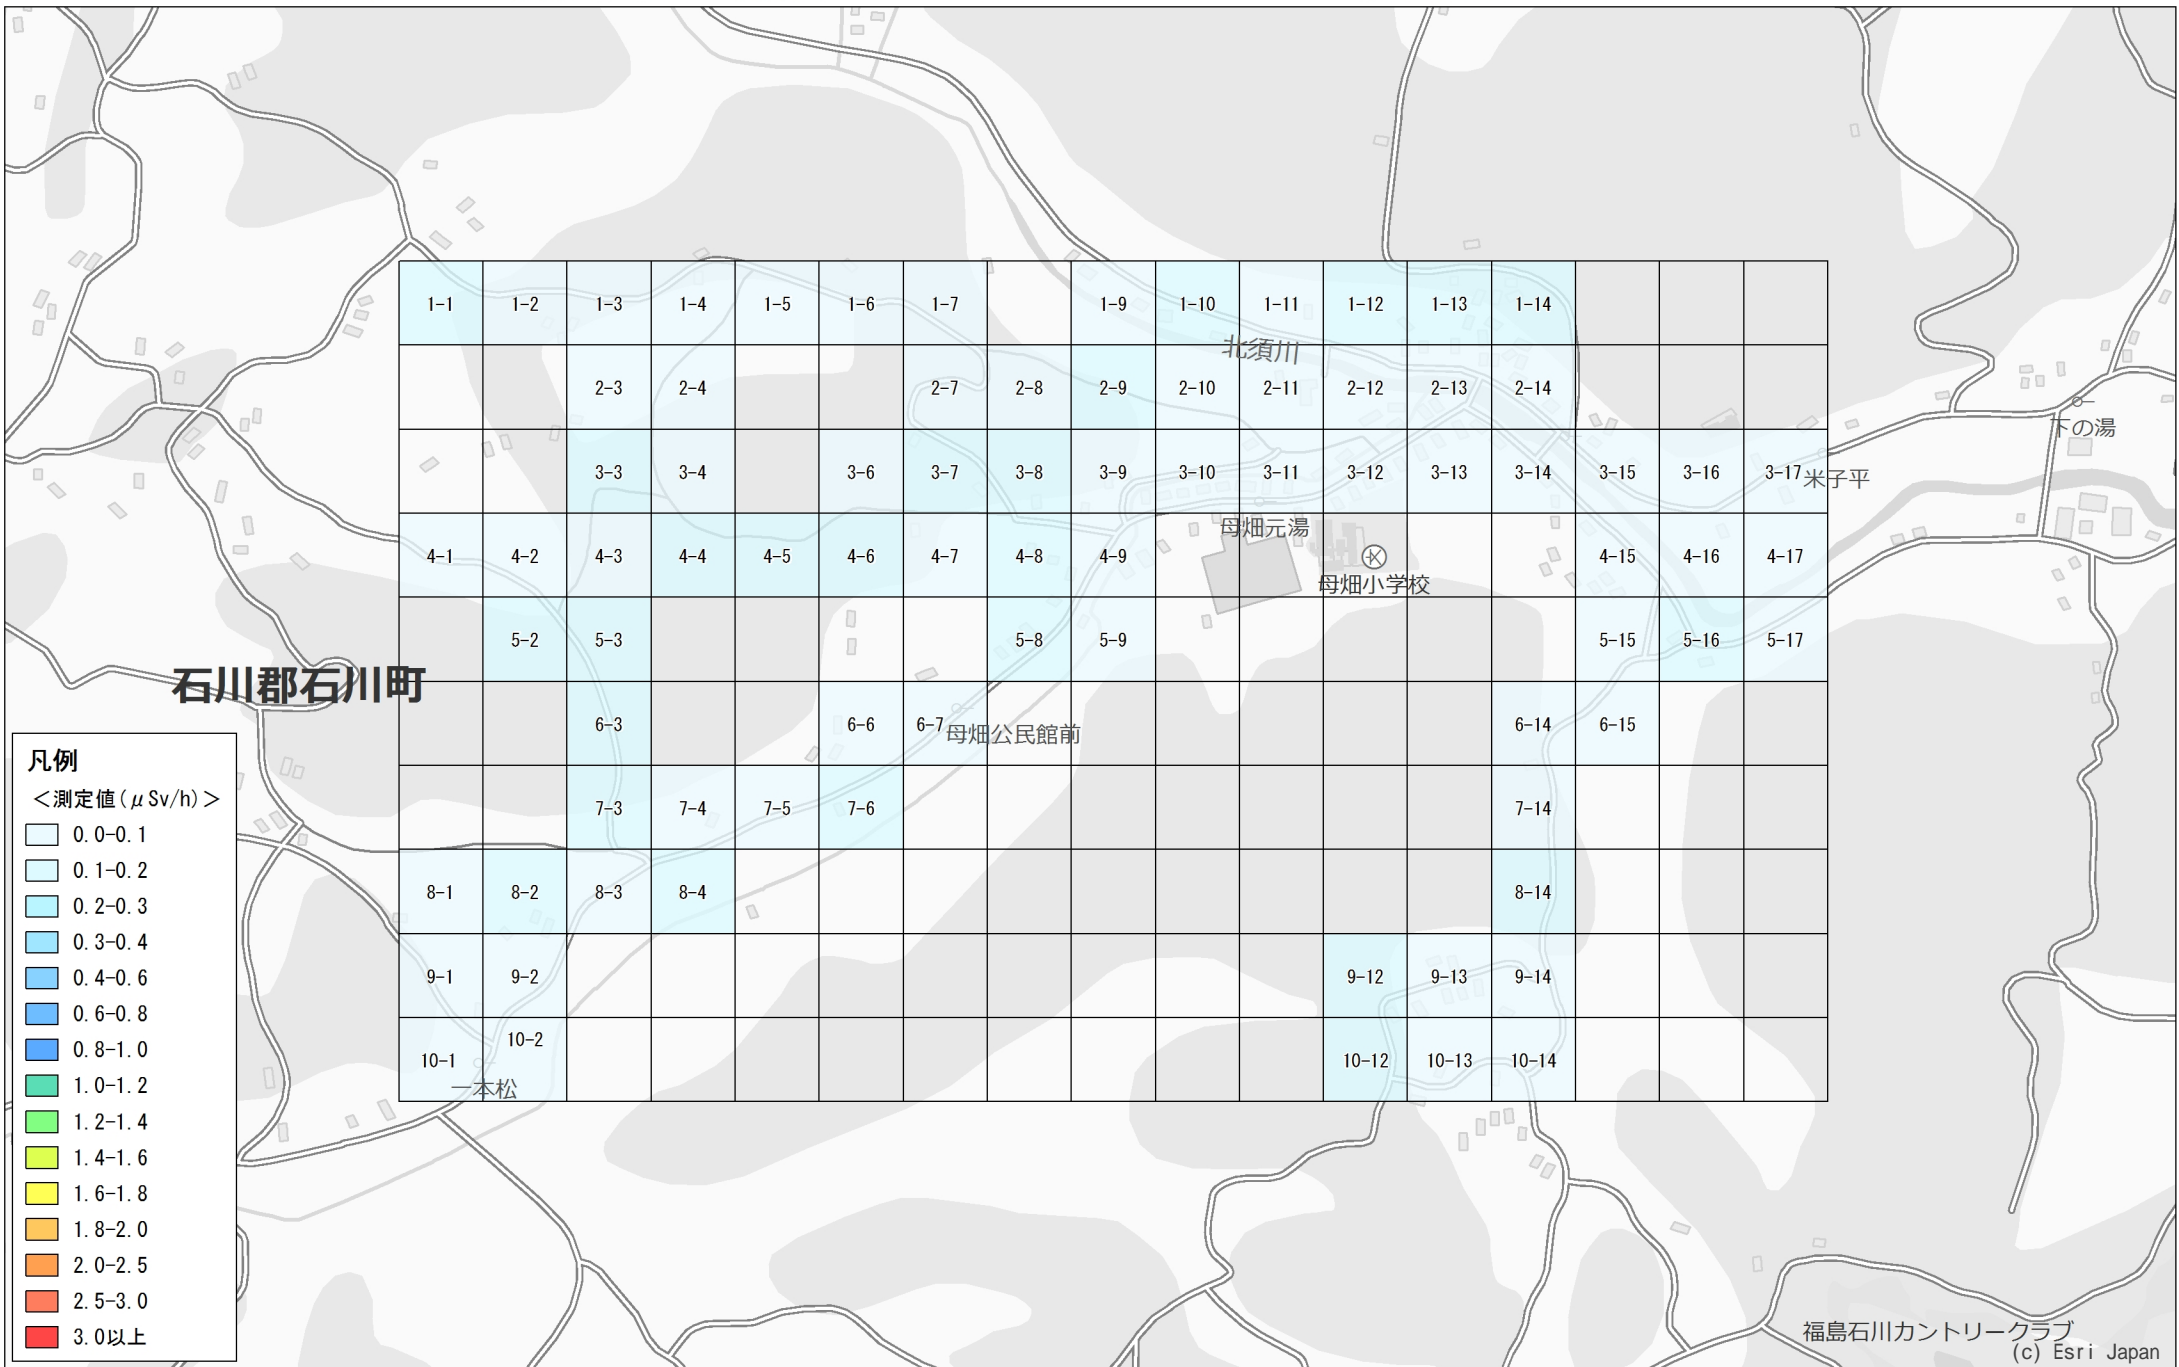 1-1 1-2 1-3 1-4 1-5 1-6 1-7 1-9 1-10 1-11 1-12 1-13 1-14
北須川
2-3 2-4 2-7 2-8 2-9 2-10 2-11 2-12 2-13 2-14
下の湯
3-3 3-4 3-6 3-7 3-8 3-9 3-10 3-11 3-12 3-13 3-14 3-15 3-16 3-17 米子平
母畑元湯
4-1 4-2 4-3 4-4 4-5 4-6 4-7 4-8 4-9 4-15 4-16 4-17
母畑小学校
5-2 5-3 5-8 5-9 5-15 5-16 5-17
石川郡石川町
6-3 6-6 6-7 母畑公民館前 6-14 6-15
7-3 7-4 7-5 7-6 7-14
8-1 8-2 8-3 8-4 8-14
9-1 9-2 9-12 9-13 9-14
10-1 10-2 10-12 10-13 10-14
一本松
凡例
＜測定値(μSv/h)＞
0.0-0.1
0.1-0.2
0.2-0.3
0.3-0.4
0.4-0.6
0.6-0.8
0.8-1.0
1.0-1.2
1.2-1.4
1.4-1.6
1.6-1.8
1.8-2.0
2.0-2.5
2.5-3.0
3.0以上
福島石川カントリークラブ
(c) Esri Japan